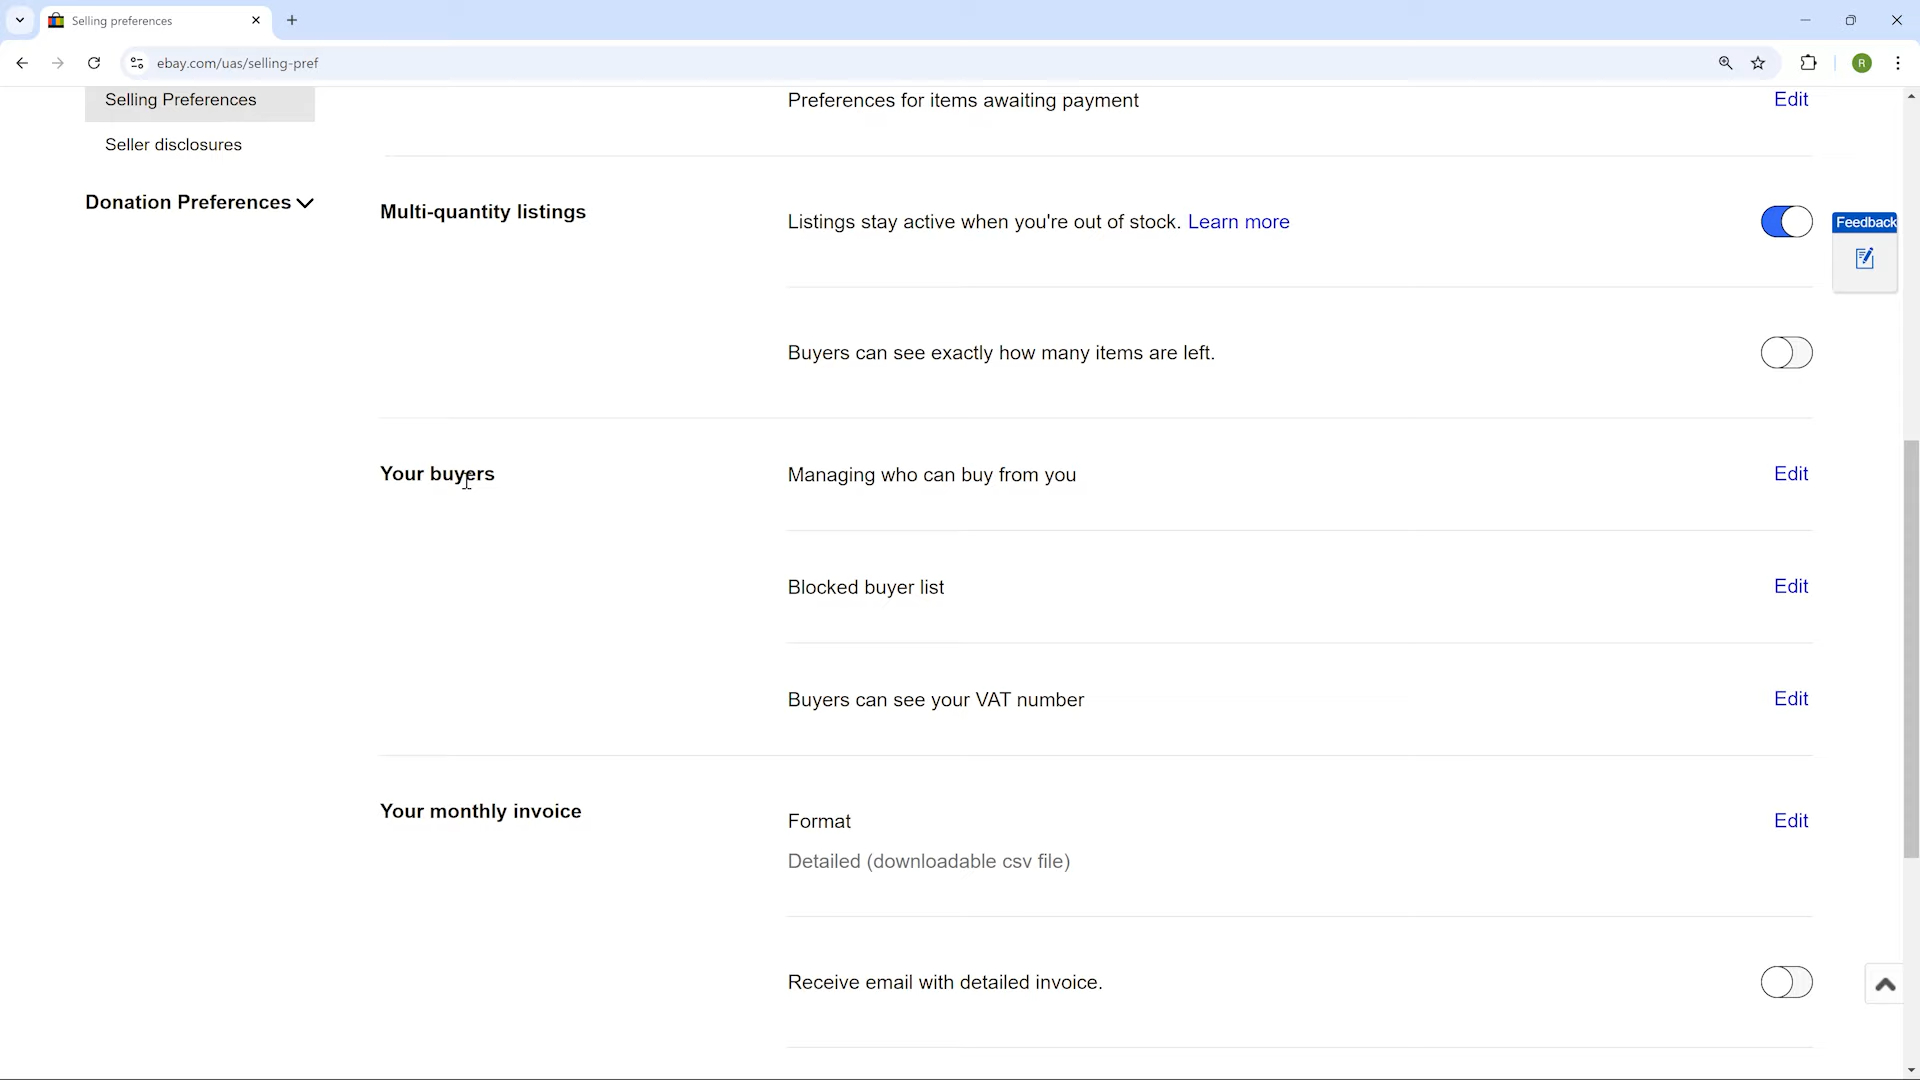 Selling preferences
ebay.com/uas/selling-pref
R
Selling Preferences
Seller disclosures
Donation Preferences
Preferences for items awaiting payment
Edit
Multi-quantity listings
Listings stay active when you're out of stock. Learn more
Feedback
Buyers can see exactly how many items are left.
Your buyers
Managing who can buy from you
Edit
Blocked buyer list
Edit
Buyers can see your VAT number
Edit
Your monthly invoice
Format
Edit
Detailed (downloadable csv file)
Receive email with detailed invoice.